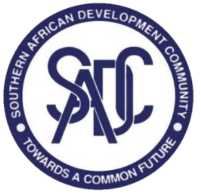 SOUTHERN AFRICAN DEVELOPMENT COMMUNITY
SADC
TOWARDS A COMMON FUTURE